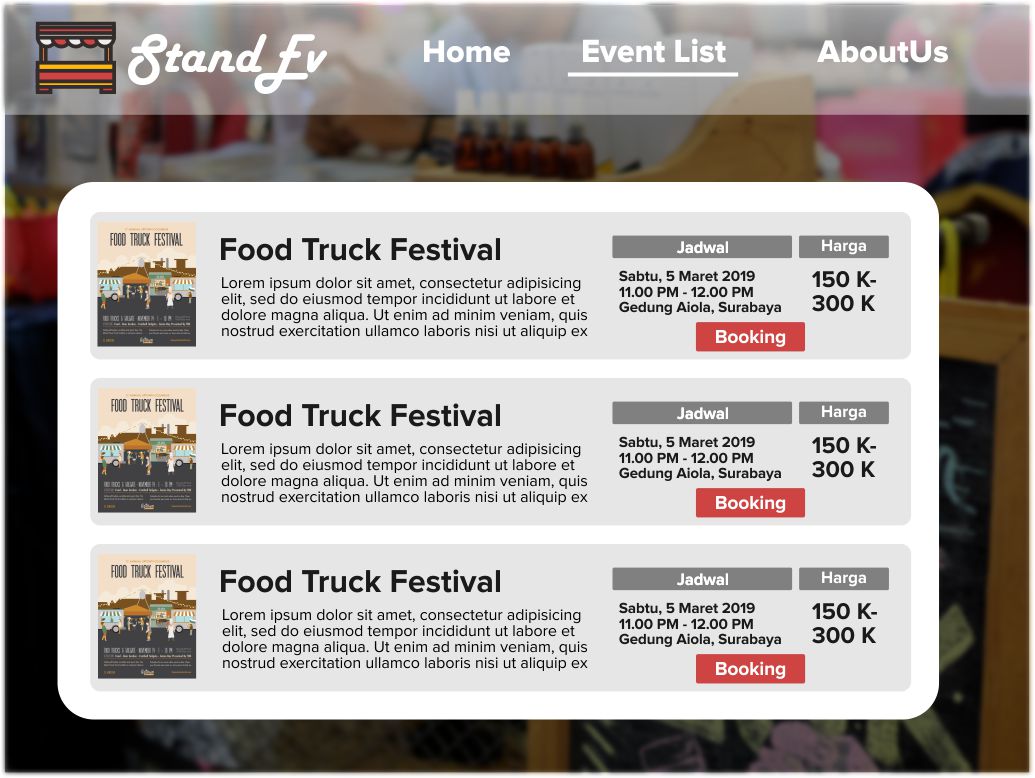 Stand Ev
Home
Event List
AboutUs
FOOD TRUCK FESTIVAL
Food Truck Festival
Lorem ipsum dolor sit amet, consectetur adipisicing
elit, sed do eiusmod tempor incididunt ut labore et
dolore magna aliqua. Ut enim ad minim veniam, quis
nostrud exercitation ullamco laboris nisi ut aliquip ex
Jadwal
Sabtu, 5 Maret 2019
11.00 PM - 12.00 PM
Gedung Aiola, Surabaya
Harga
150 K-
300 K
Booking
FOOD TRUCK FESTIVAL
Food Truck Festival
Lorem ipsum dolor sit amet, consectetur adipisicing
elit, sed do eiusmod tempor incididunt ut labore et
dolore magna aliqua. Ut enim ad minim veniam, quis
nostrud exercitation ullamco laboris nisi ut aliquip ex
Jadwal
Sabtu, 5 Maret 2019
11.00 PM - 12.00 PM
Gedung Aiola, Surabaya
Harga
150 K-
300 K
Booking
FOOD TRUCK FESTIVAL
Food Truck Festival
Lorem ipsum dolor sit amet, consectetur adipisicing
elit, sed do eiusmod tempor incididunt ut labore et
dolore magna aliqua. Ut enim ad minim veniam, quis
nostrud exercitation ullamco laboris nisi ut aliquip ex
Jadwal
Sabtu, 5 Maret 2019
11.00 PM - 12.00 PM
Gedung Aiola, Surabaya
Harga
150 K-
300 K
Booking